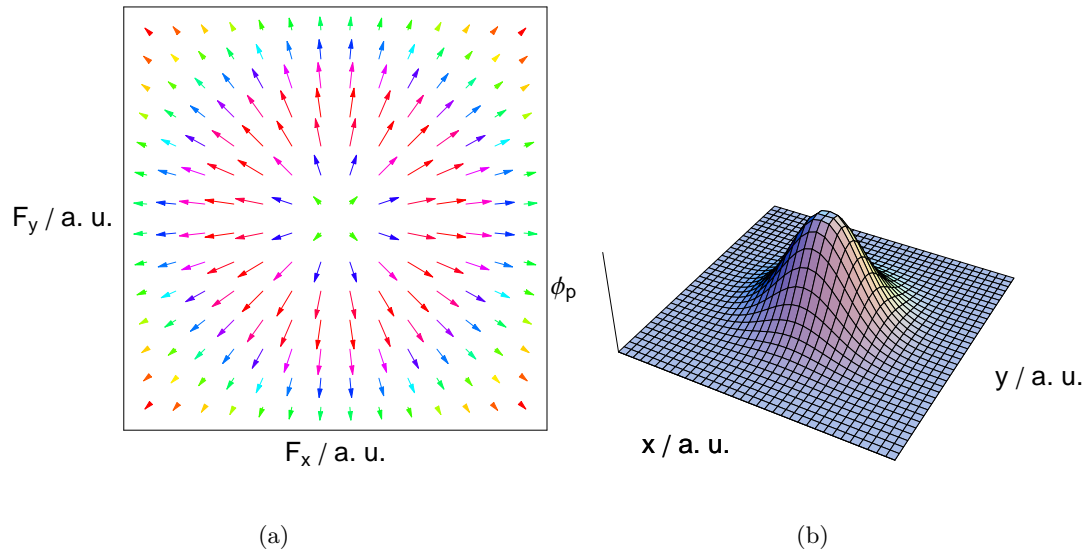 F_y / a. u.
F_x / a. u.
ϕ_p
y / a. u.
x / a. u.
(a)
(b)